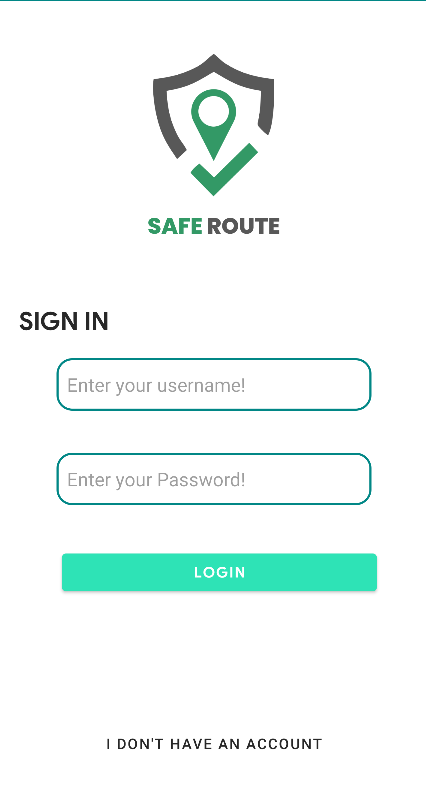 SAFE ROUTE
SIGN IN
Enter your username!
Enter your Password!
LOGIN
I DON'T HAVE AN ACCOUNT